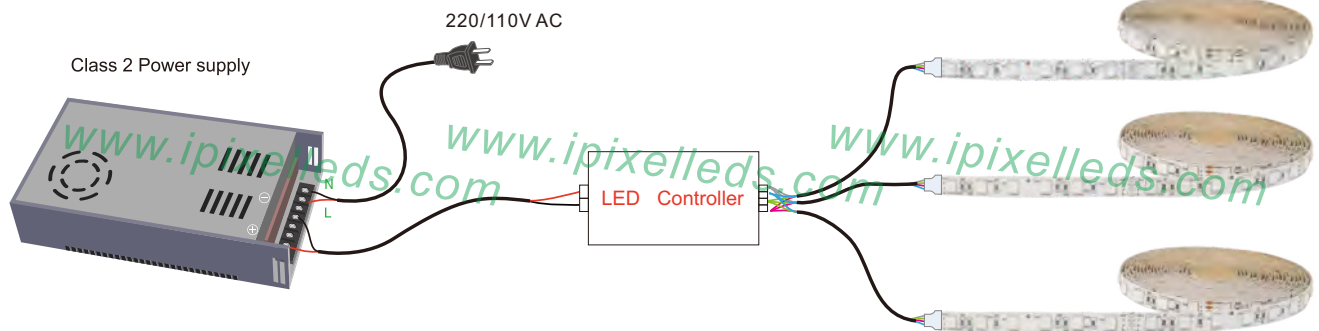 220/110V AC
Class 2 Power supply
www.ipixelleds.com
www.ipixelleds.com
www.ipixelleds.com
N
L
LED Controller